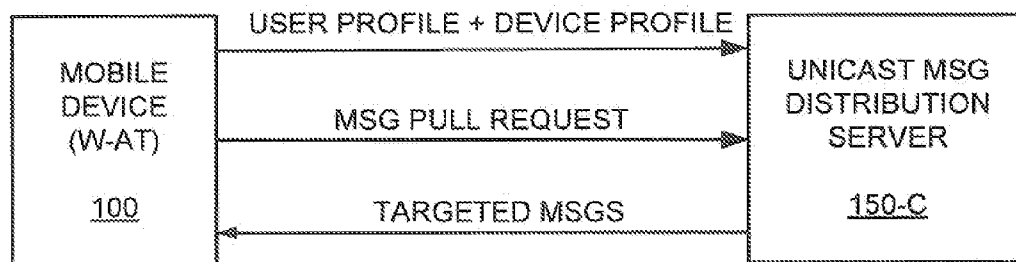 USER PROFILE + DEVICE PROFILE
MOBILE
DEVICE
(W-AT)
100
MSG PULL REQUEST
TARGETED MSGS
UNICAST MSG
DISTRIBUTION
SERVER
150-C